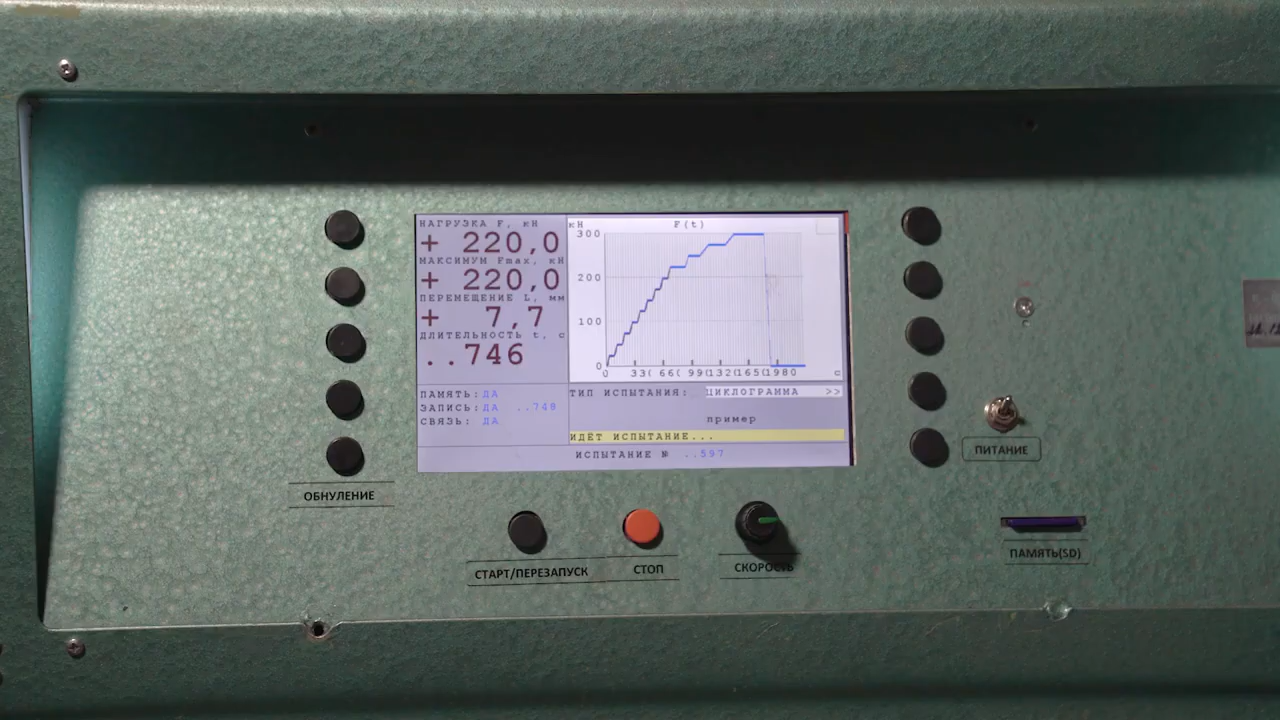 НАГРУЗКА F, кН
+ 220,0
МАКСИМУМ Fmax, кН
+ 220,0
ПЕРЕМЕЩЕНИЕ L, мм
+ 7,7
ДЛИТЕЛЬНОСТЬ t, с
..746
ПАМЯТЬ: ДА
ЗАПИСЬ: ДА ..748
СВЯЗЬ: ДА
кН F(t)
300
200
100
0
0 33( 66( 99(132(165(1980 с
ТИП ИСПЫТАНИЯ: ЦИКЛОГРАММА >>
пример
ИДЁТ ИСПЫТАНИЕ...
ИСПЫТАНИЕ № ..597
ОБНУЛЕНИЕ
СТАРТ/ПЕРЕЗАПУСК
СТОП
СКОРОСТЬ
ПИТАНИЕ
ПАМЯТЬ(SD)